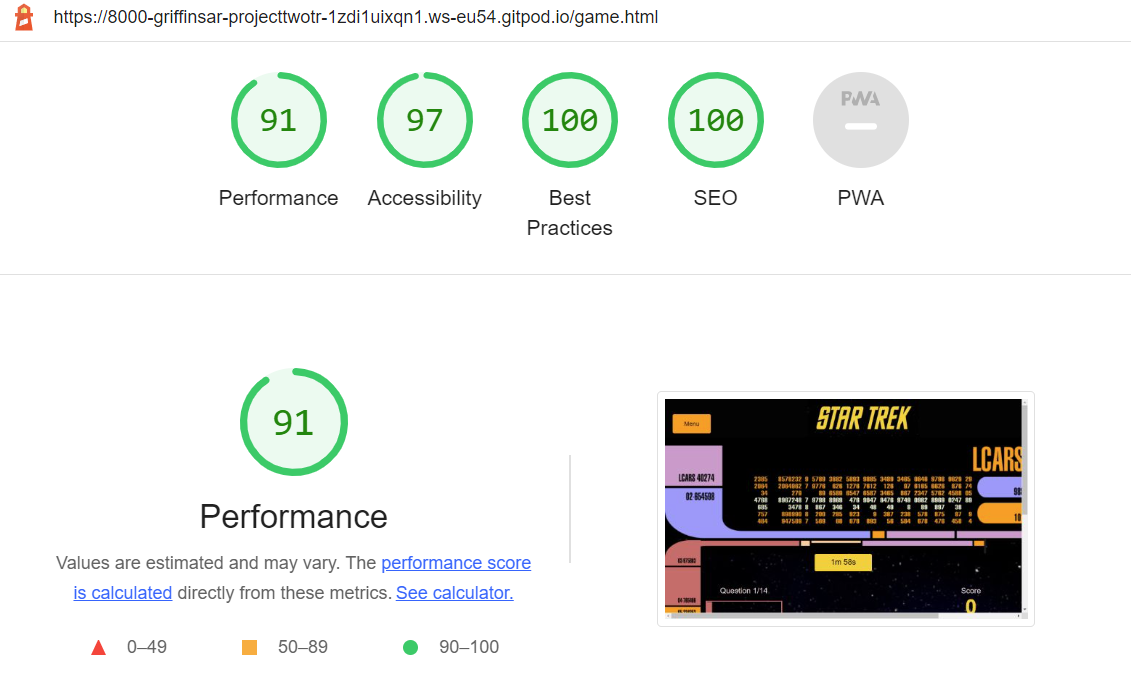 https://8000-griffinsar-projecttwotr-1zdi1uixqn1.ws-eu54.gitpod.io/game.html
91
97
100
100
PWA
Performance
Accessibility
Best
Practices
SEO
PWA
91
Performance
Values are estimated and may vary. The performance score
is calculated directly from these metrics. See calculator.
0–49
50–89
90–100
Menu
STAR TREK
LCARS
LCARS 40274
02-654508
1m 58s
Question 1/14
Score
0